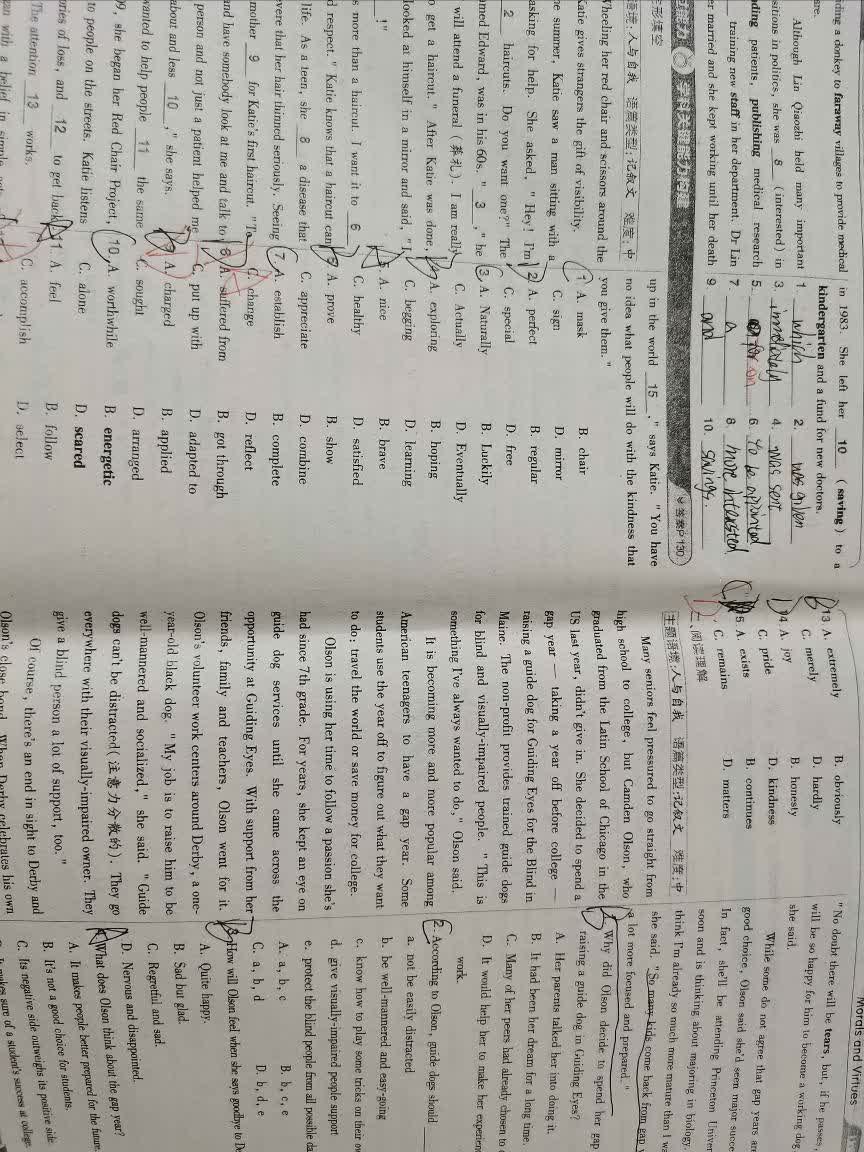 ding a donkey to faraway villages to provide medical
are.
Although Lin Qiaozhi held many important
sitions in politics, she was 8 (interested) in
ding patients, publishing medical research
training new staff in her department. Dr Lin
er married and she kept working until her death
in 1983. She left her 10 (saving) to a
kindergarten and a fund for new doctors.
1. which
2. was given
3. immediately
4. was sent
5. for
6. to be appointed
7. a
8. more interested
9. and
10. savings.
学科关键能力构建
答案P130
形填空
语境:人与自我 语篇类型:记叙文 难度:中
Wheeling her red chair and scissors around the
Katie gives strangers the gift of visibility.
e summer, Katie saw a man sitting with a
asking for help. She asked, "Hey! I'm
2 haircuts. Do you want one?" The
med Edward, was in his 60s. " 3 , " he
will attend a funeral (葬礼). I am really
o get a haircut. " After Katie was done,
looked at himself in a mirror and said, "I
!"
s more than a haircut. I want it to 6
d respect. " Katie knows that a haircut can
life. As a teen, she 8 a disease that
vere that her hair thinned seriously. Seeing
mother 9 for Katie's first haircut. "To
and have somebody look at me and talk to
person and not just a patient helped me
about and less 10 , " she says.
wanted to help people 11 the same
99, she began her Red Chair Project,
to people on the streets. Katie listens
ories of loss, and 12 to get back
The attention 13 works.
up in the world 15 , " says Katie. "You have
no idea what people will do with the kindness that
you give them. "
1. A. mask B. chair
C. sign D. mirror
2. A. perfect B. regular
C. special D. free
3. A. Naturally B. Luckily
C. Actually D. Eventually
4. A. exploring B. hoping
C. begging D. learning
5. A. nice B. brave
C. healthy D. satisfied
6. A. prove B. show
C. appreciate D. combine
7. A. establish B. complete
C. change D. reflect
8. A. suffered from B. got through
C. put up with D. adapted to
9. A. charged B. applied
C. sought D. arranged
10. A. worthwhile B. energetic
C. alone D. scared
11. A. feel B. follow
C. accomplish D. select
13. A. extremely B. obviously
C. merely D. hardly
14. A. joy B. honesty
C. pride D. kindness
15. A. exists B. continues
C. remains D. matters
二、阅读理解
主题语境:人与自我 语篇类型:记叙文 难度:中
Many seniors feel pressured to go straight from
high school to college, but Camden Olson, who
graduated from the Latin School of Chicago in the
US last year, didn't give in. She decided to spend a
gap year — taking a year off before college —
raising a guide dog for Guiding Eyes for the Blind in
Maine. The non-profit provides trained guide dogs
for blind and visually-impaired people. "This is
something I've always wanted to do, " Olson said.
It is becoming more and more popular among
American teenagers to have a gap year. Some
students use the year off to figure out what they want
to do; travel the world or save money for college.
Olson is using her time to follow a passion she's
had since 7th grade. For years, she kept an eye on
guide dog services until she came across the
opportunity at Guiding Eyes. With support from her
friends, family and teachers, Olson went for it.
Olson's volunteer work centers around Derby, a one-
year-old black dog. "My job is to raise him to be
well-mannered and socialized, " she said. "Guide
dogs can't be distracted(注意力分散的). They go
everywhere with their visually-impaired owner. They
give a blind person a lot of support, too. "
Of course, there's an end in sight to Derby and
Olson's close bond. When Derby celebrates his own
Morals and Virtues
"No doubt there will be tears, but, if he passes,
will be so happy for him to become a working dog
she said.
While some do not agree that gap years are
good choice, Olson said she'd seen major succe
In fact, she'll be attending Princeton Univer
soon and is thinking about majoring in biology.
think I'm already so much more mature than I wa
she said. "So many kids come back from gap y
a lot more focused and prepared. "
1. Why did Olson decide to spend her gap
raising a guide dog in Guiding Eyes?
A. Her parents talked her into doing it.
B. It had been her dream for a long time.
C. Many of her peers had already chosen to
D. It would help her to make her experien
work.
2. According to Olson, guide dogs should
a. not be easily distracted
b. be well-mannered and easy-going
c. know how to play some tricks on their ow
d. give visually-impaired people support
e. protect the blind people from all possible da
A. a, b, c B. b, c, e
C. a, b, d D. b, d, e
3. How will Olson feel when she says goodbye to De
A. Quite happy.
B. Sad but glad.
C. Regretful and sad.
D. Nervous and disappointed.
4. What does Olson think about the gap year?
A. It makes people better prepared for the future.
B. It's not a good choice for students.
C. Its negative side outweighs its positive side.
makes sure of a student's success at college.